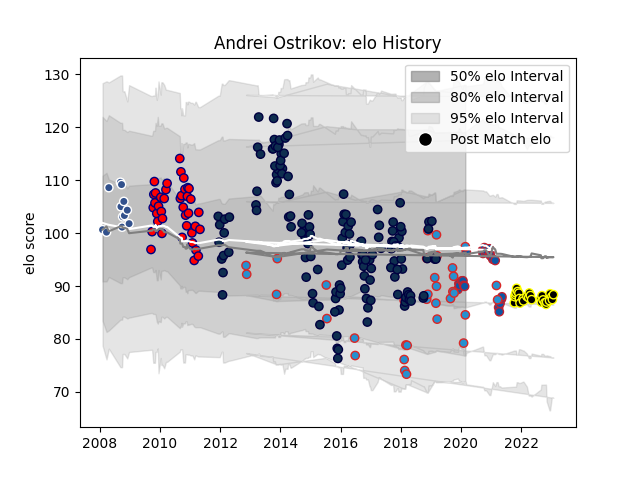 Andrei Ostrikov: elo History
50% elo Interval
80% elo Interval
95% elo Interval
Post Match elo
elo score
130
120
110
100
90
80
70
2008 2010 2012 2014 2016 2018 2020 2022